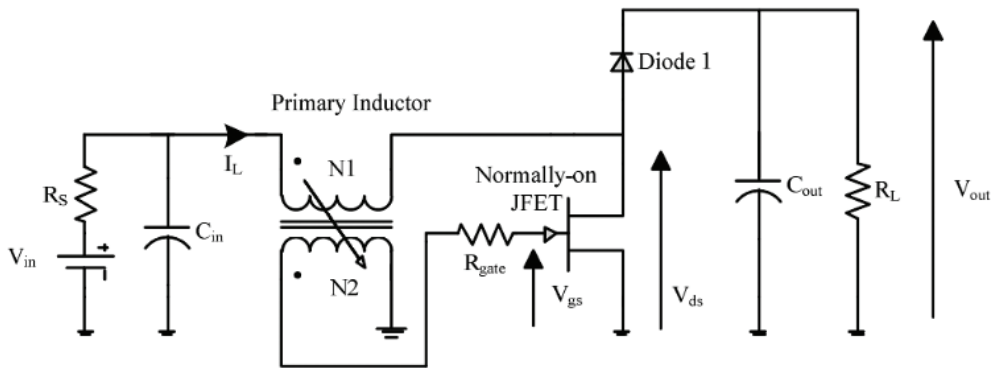 Diode 1
Primary Inductor
I_L
N1
Normally-on
JFET
R_S
C_in
V_in
+
N2
R_gate
V_gs
V_ds
C_out
R_L
V_out